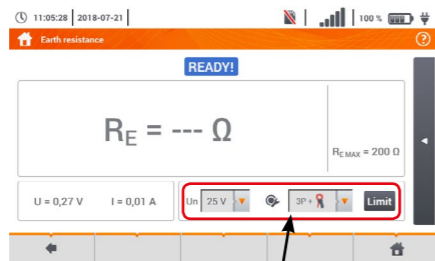 11:05:28 2018-07-21 100 %
Earth resistance ?
READY!
RE = --- Ω
RE MAX = 200 Ω
U = 0,27 V I = 0,01 A Un 25 V 3P + Limit